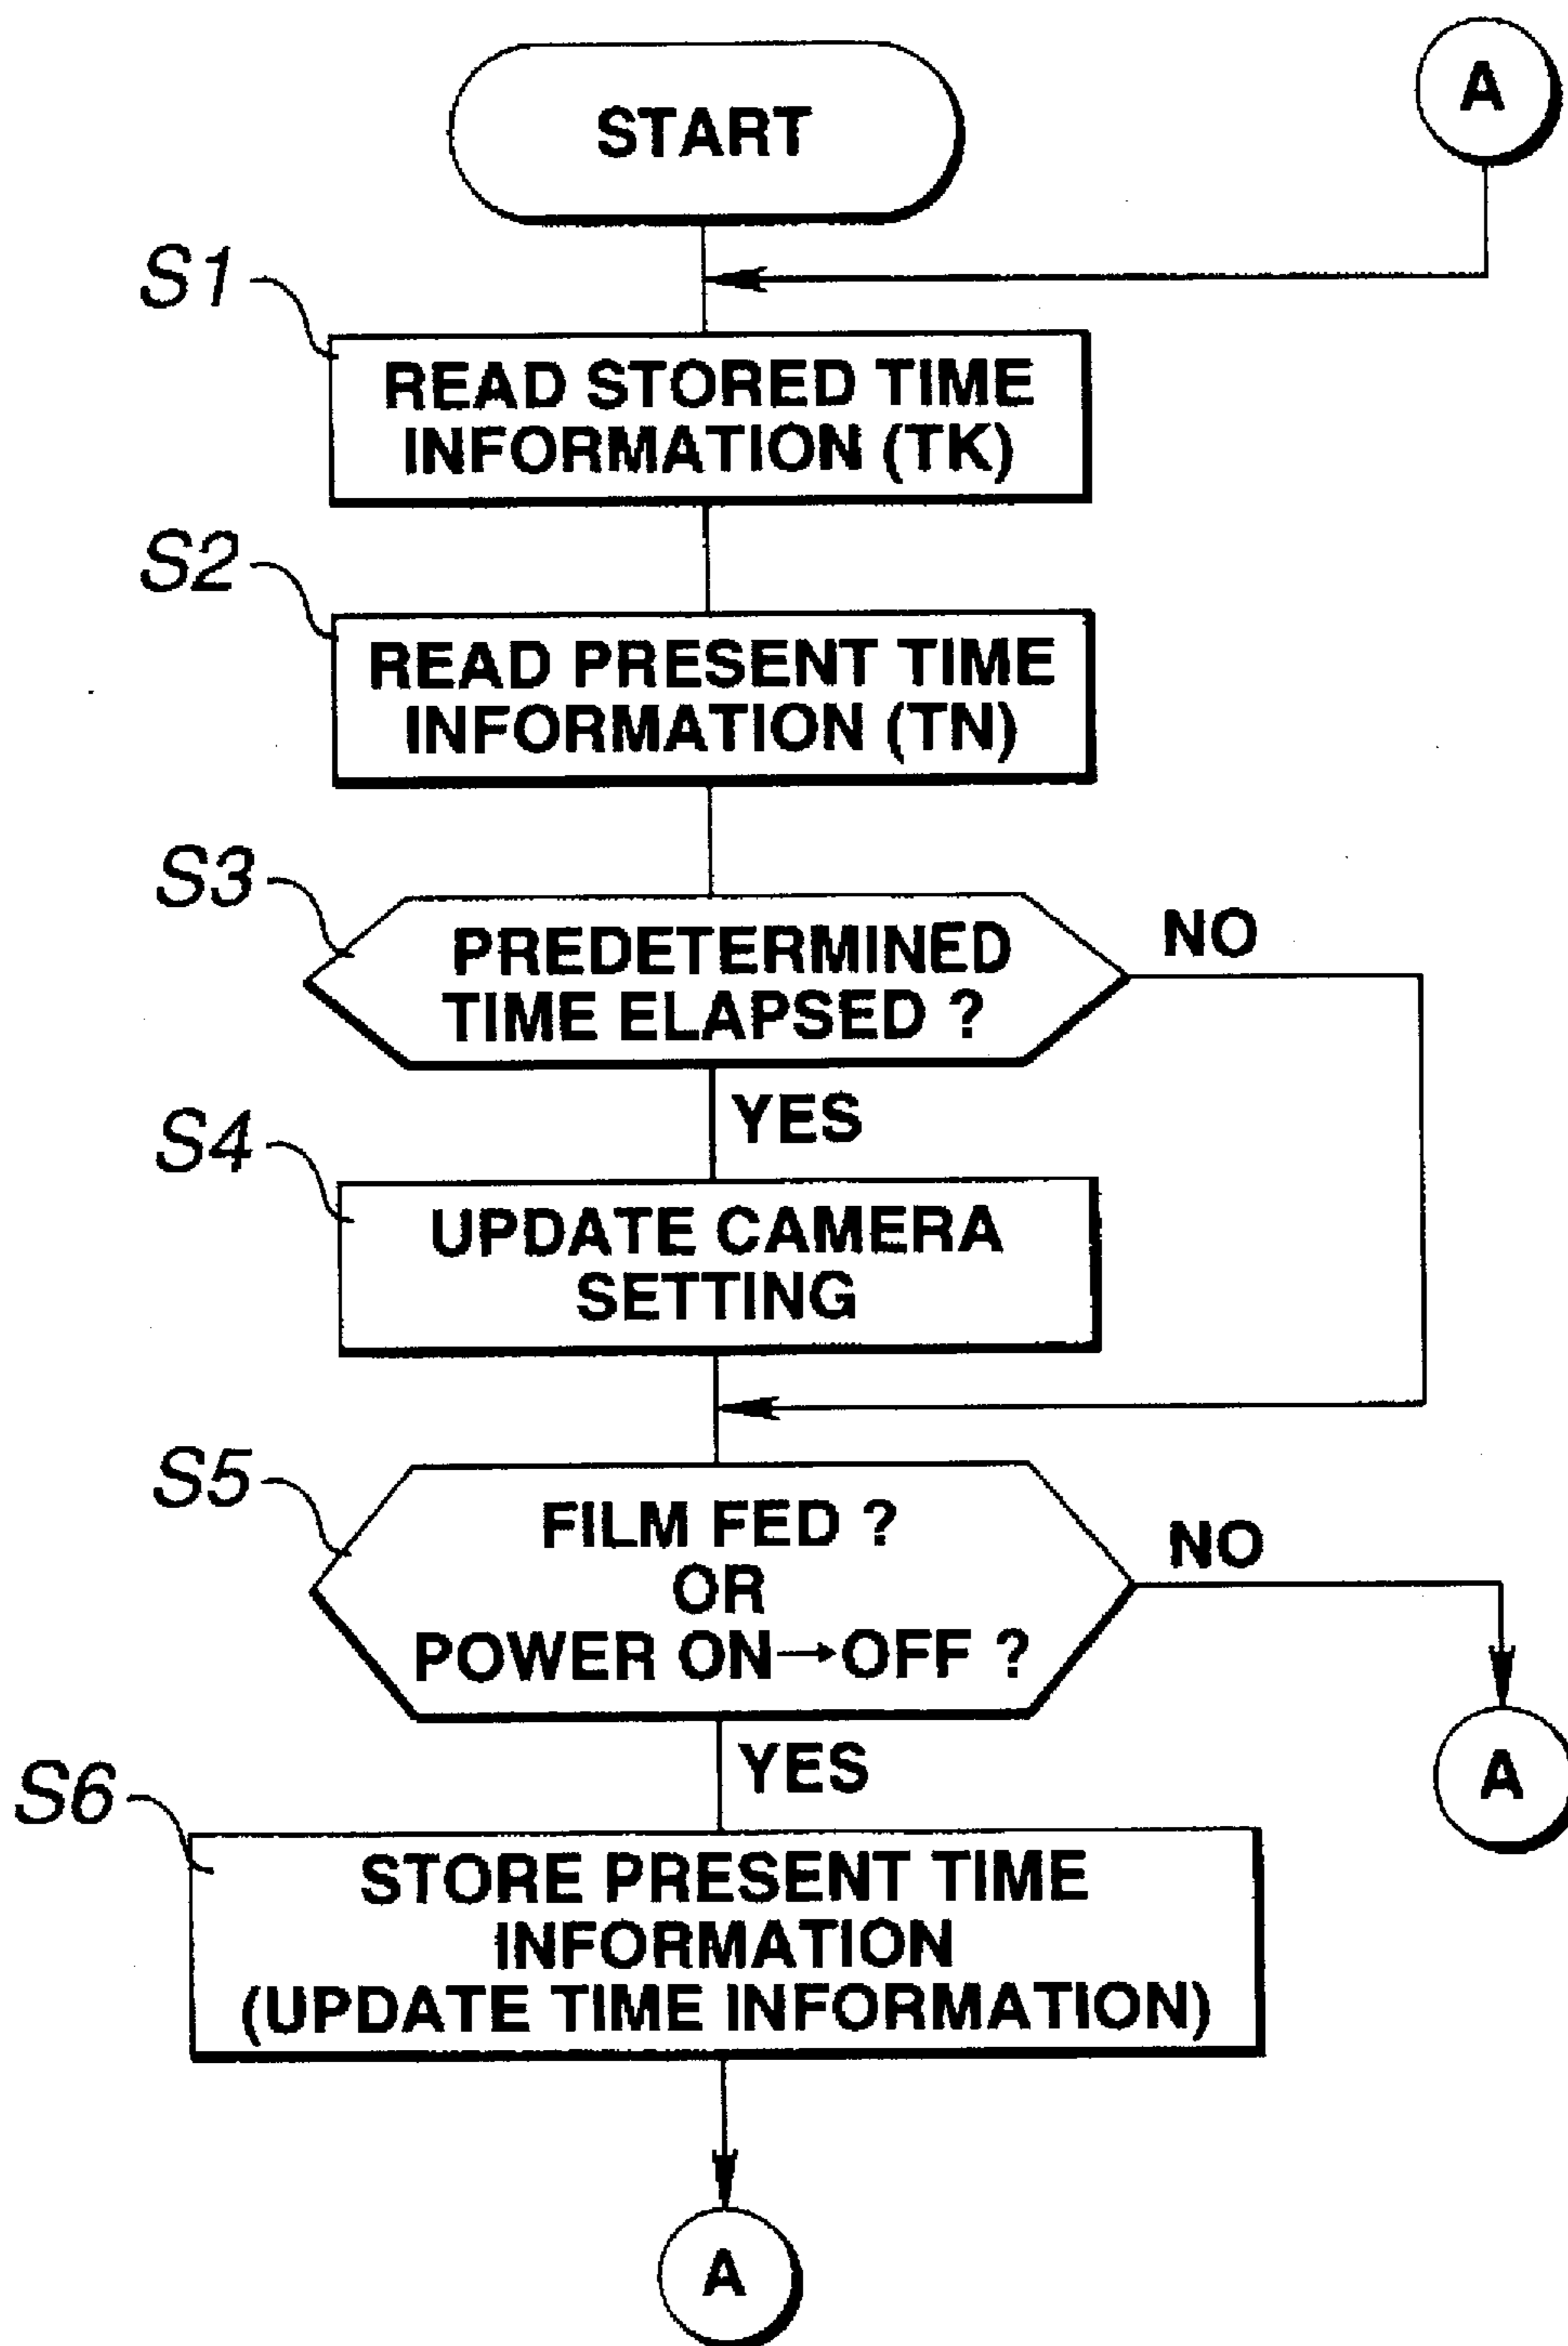 START
A
S1
READ STORED TIME
INFORMATION (TK)
S2
READ PRESENT TIME
INFORMATION (TN)
S3
PREDETERMINED
TIME ELAPSED ?
NO
YES
S4
UPDATE CAMERA
SETTING
S5
FILM FED ?
OR
POWER ON→OFF ?
NO
A
YES
S6
STORE PRESENT TIME
INFORMATION
(UPDATE TIME INFORMATION)
A